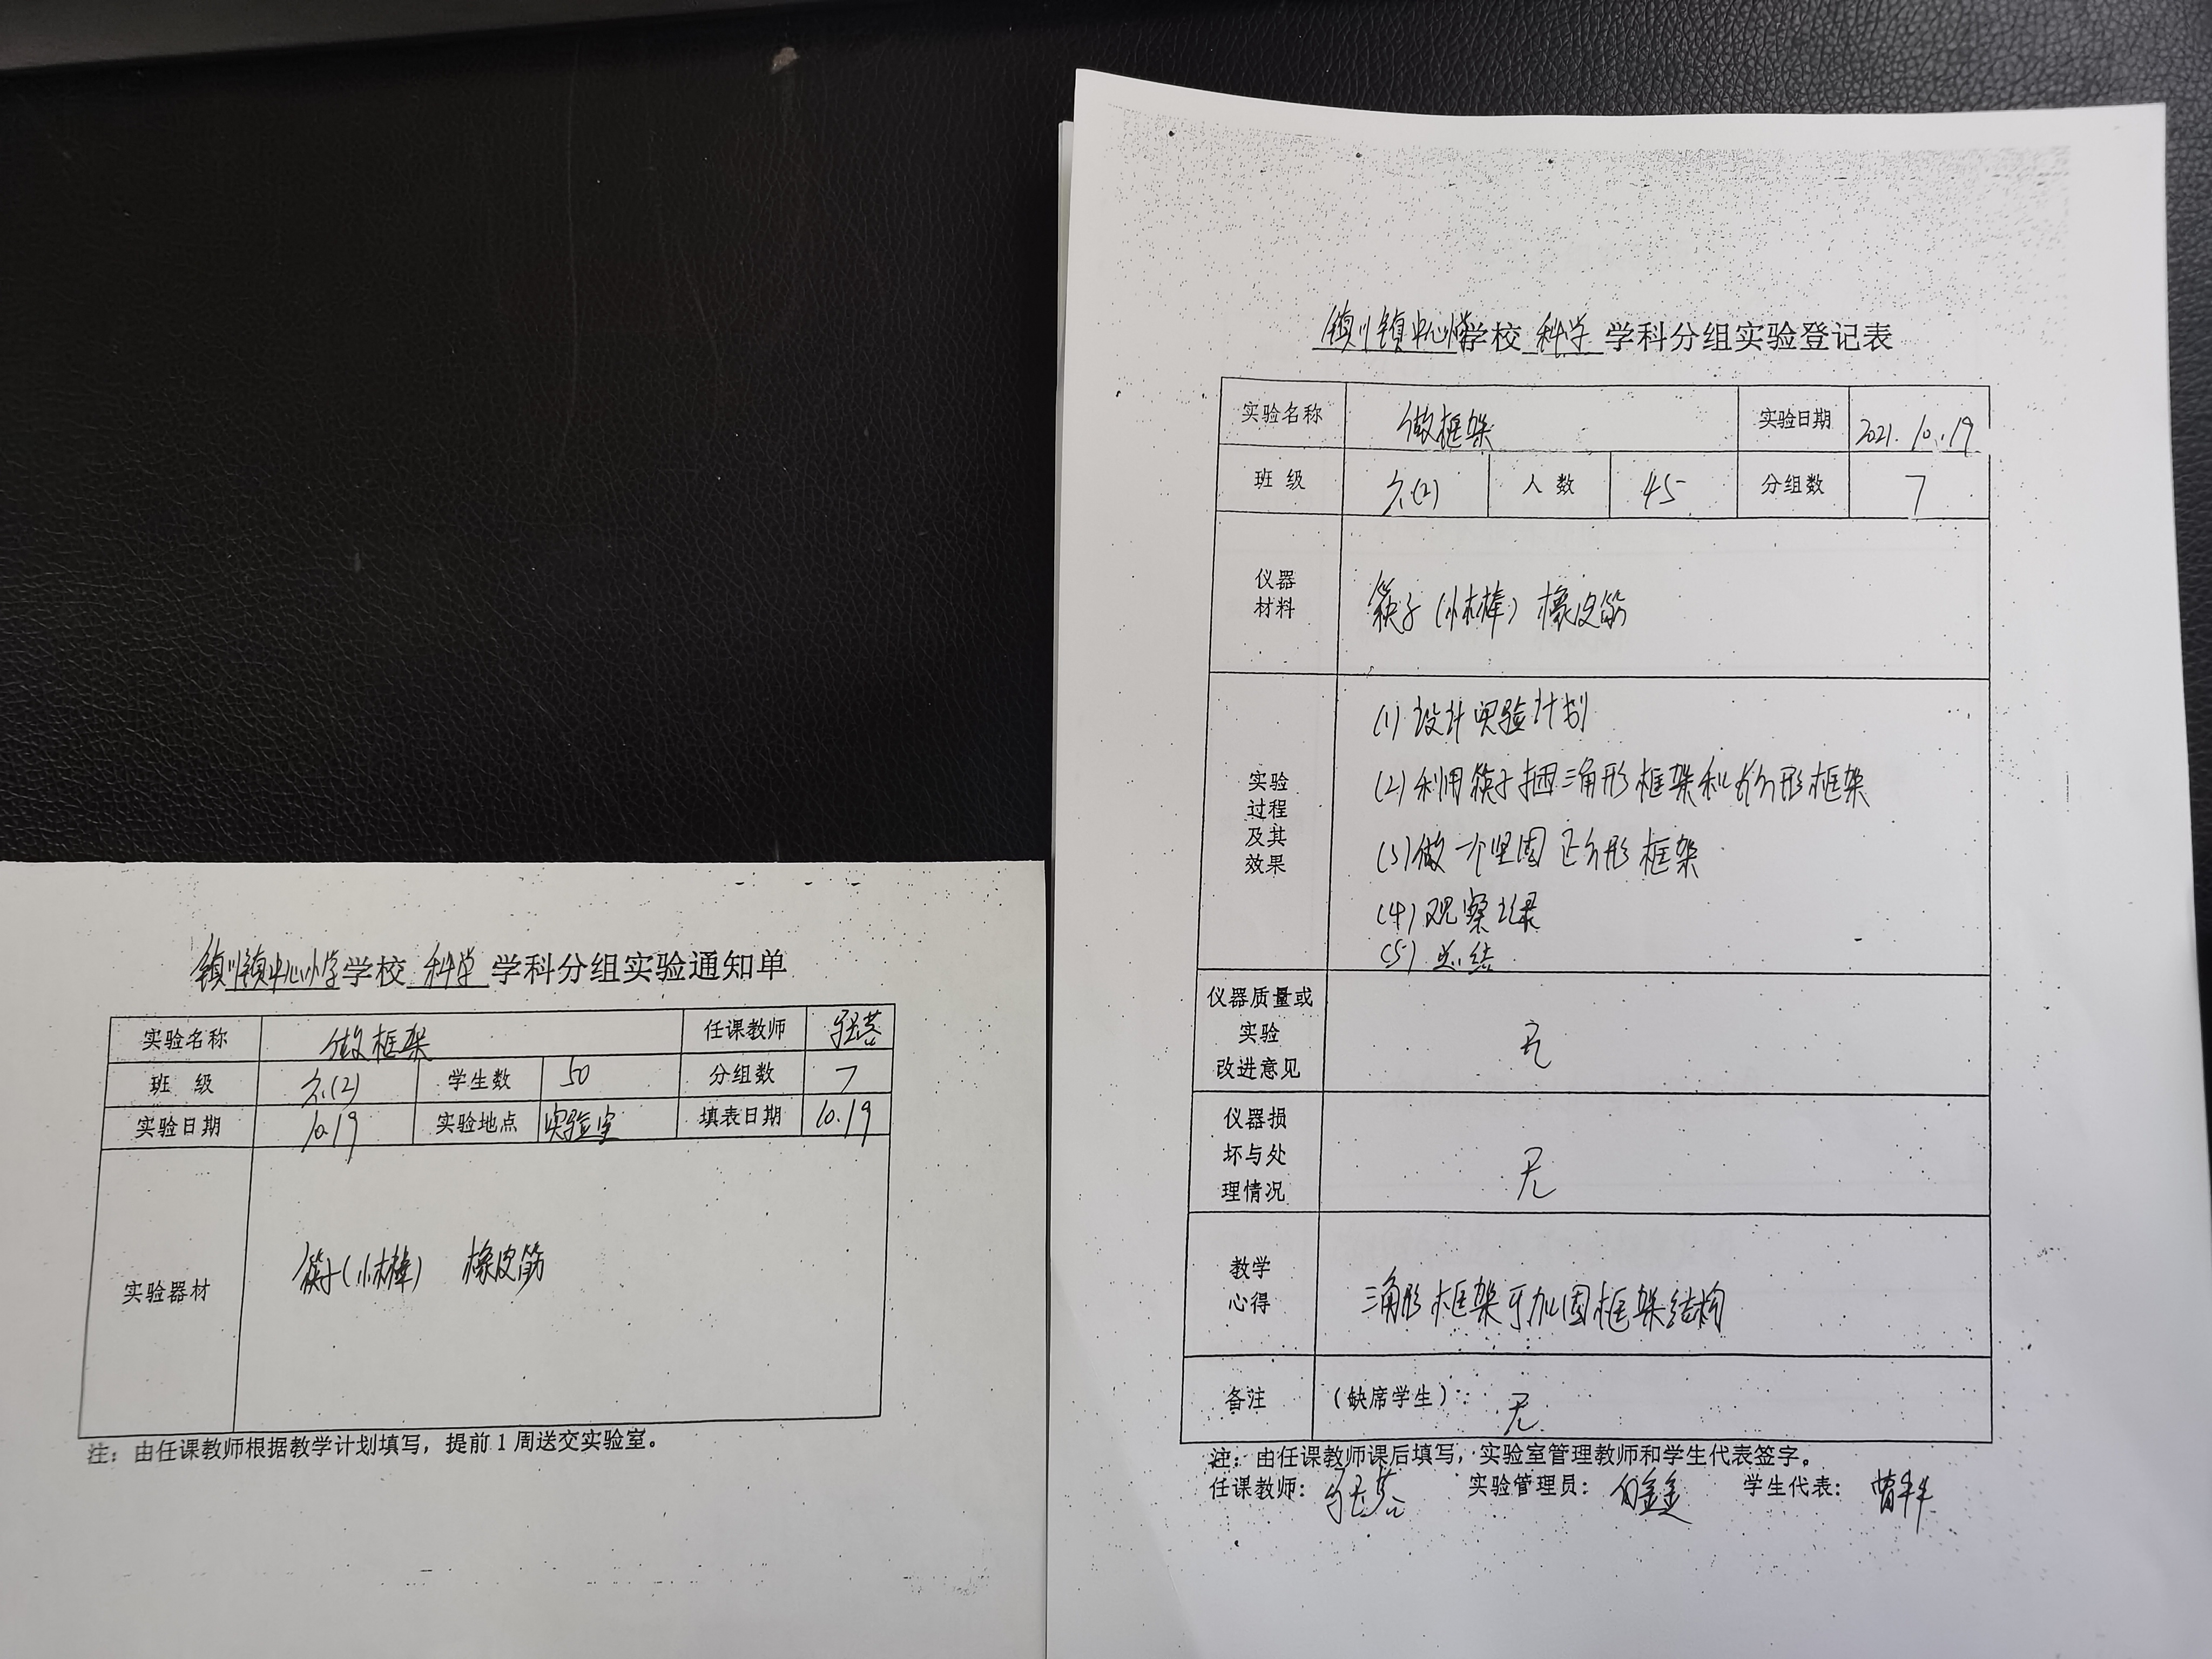 镇川镇中心小学学校 科学 学科分组实验通知单
实验名称 做框架 任课教师
班 级 六(2) 学生数 50 分组数 7
实验日期 10.19 实验地点 实验室 填表日期 10.19
实验器材 筷子(小木棒) 橡皮筋
注：由任课教师根据教学计划填写，提前1周送交实验室。
镇川镇中心小学学校 科学 学科分组实验登记表
实验名称 做框架 实验日期 2021.10.19
班 级 六(2) 人 数 45 分组数 7
仪器
材料
筷子(小木棒) 橡皮筋
实验
过程
及其
效果
(1) 设计实验计划
(2) 利用筷子捆三角形框架和方形框架
(3) 做一个坚固正方形框架
(4) 观察记录
(5) 总结
仪器质量或
实验
改进意见
无
仪器损
坏与处
理情况
无
教学
心得
三角形框架可加固框架结构
备注 （缺席学生）： 无
注：由任课教师课后填写，实验室管理教师和学生代表签字。
任课教师： 实验管理员： 学生代表：